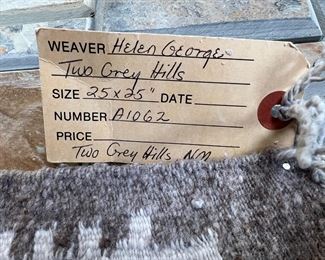 WEAVER Helen George
Two Grey Hills
SIZE 25x25" DATE
NUMBER A1062
PRICE
Two Grey Hills NM